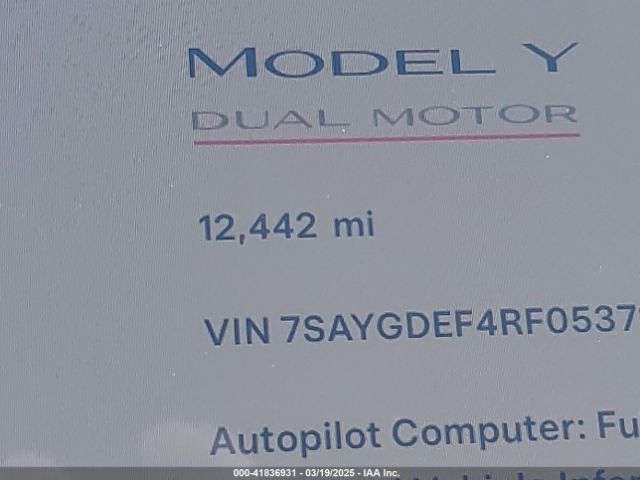 MODEL Y
DUAL MOTOR
12,442 mi
VIN 7SAYGDEF4RF0537
Autopilot Computer: Fu
000-41836931 - 03/19/2025 - IAA Inc.